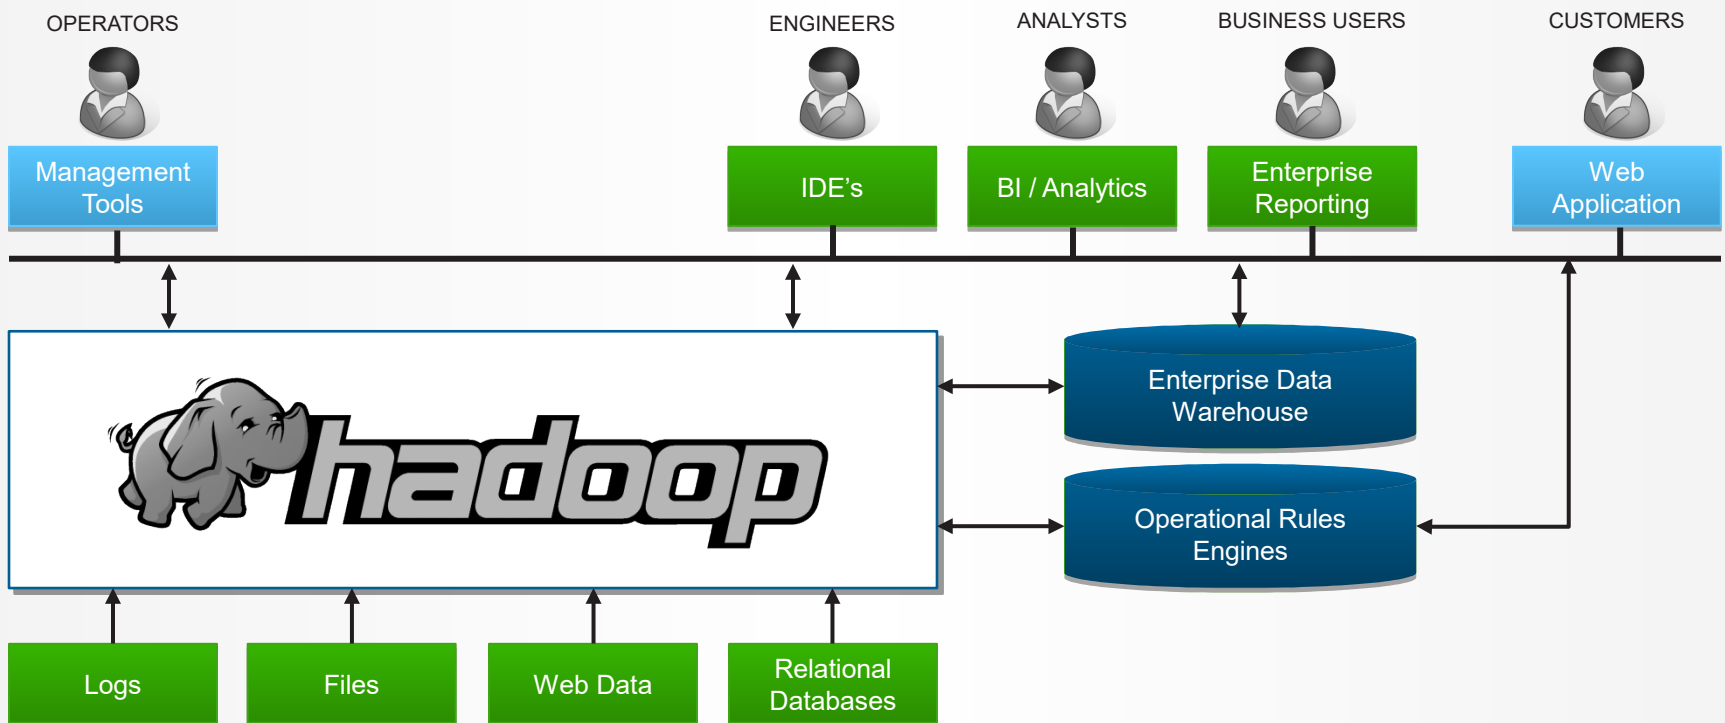 OPERATORS
ENGINEERS
ANALYSTS
BUSINESS USERS
CUSTOMERS
Management
Tools
IDE's
BI / Analytics
Enterprise
Reporting
Web
Application
hadoop
Enterprise Data
Warehouse
Operational Rules
Engines
Logs
Files
Web Data
Relational
Databases